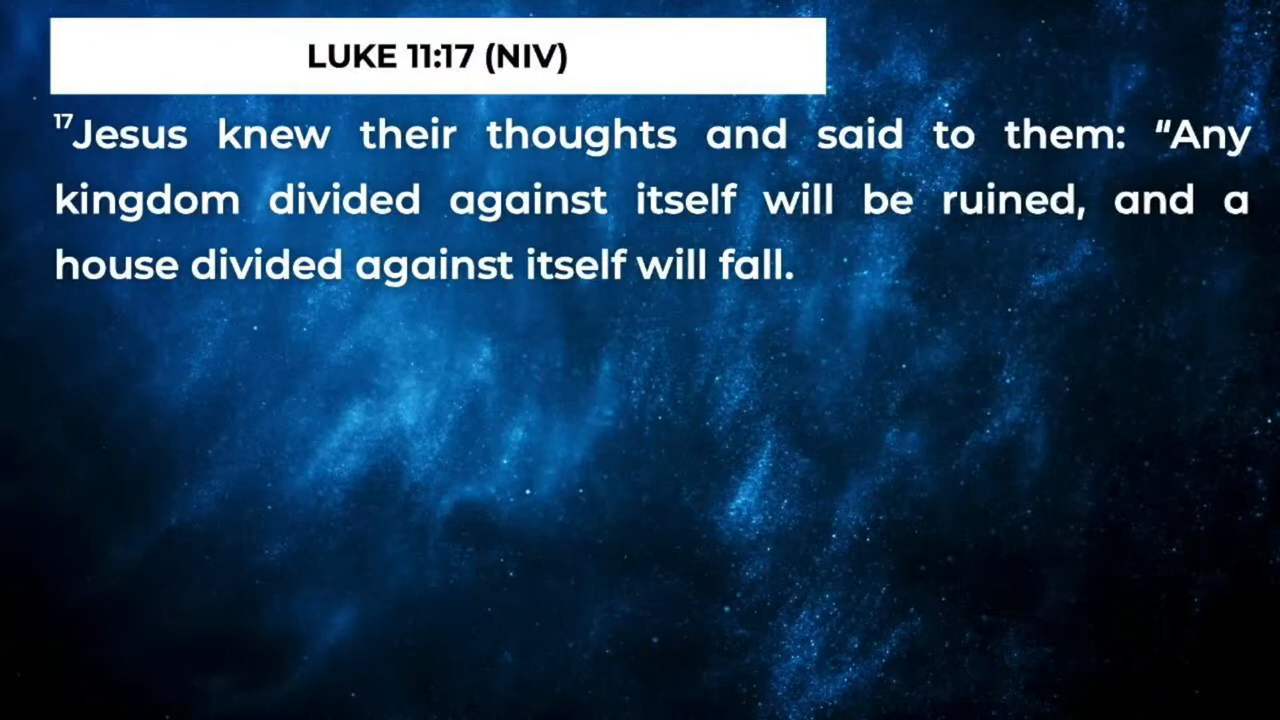 LUKE 11:17 (NIV)
17Jesus knew their thoughts and said to them: “Any
kingdom divided against itself will be ruined, and a
house divided against itself will fall.